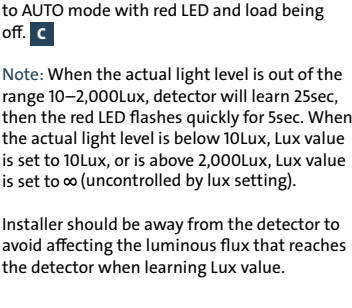 to AUTO mode with red LED and load being
off. C
Note: When the actual light level is out of the
range 10–2,000Lux, detector will learn 25sec,
then the red LED flashes quickly for 5sec. When
the actual light level is below 10Lux, Lux value
is set to 10Lux, or is above 2,000Lux, Lux value
is set to ∞ (uncontrolled by lux setting).
Installer should be away from the detector to
avoid affecting the luminous flux that reaches
the detector when learning Lux value.